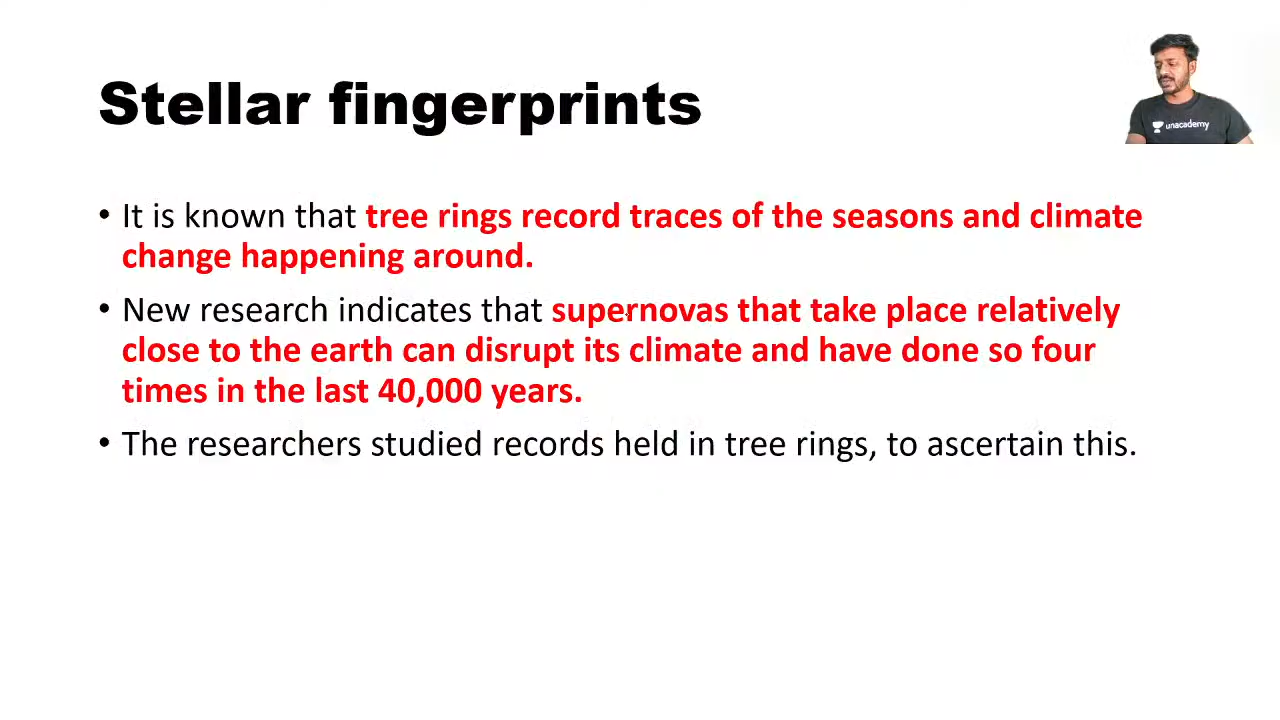 Stellar fingerprints
unacademy
• It is known that tree rings record traces of the seasons and climate
change happening around.
• New research indicates that supernovas that take place relatively
close to the earth can disrupt its climate and have done so four
times in the last 40,000 years.
• The researchers studied records held in tree rings, to ascertain this.